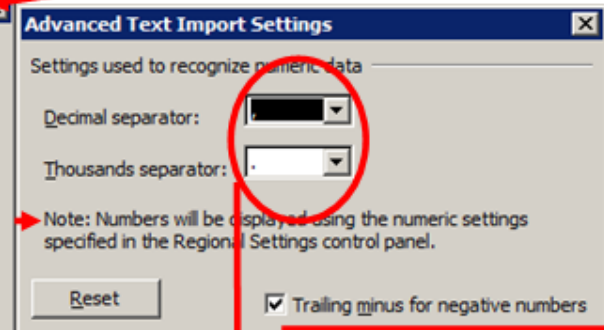 Advanced Text Import Settings
Settings used to recognize numeric data
Decimal separator: ,
Thousands separator: .
Note: Numbers will be displayed using the numeric settings
specified in the Regional Settings control panel.
Reset
Trailing minus for negative numbers